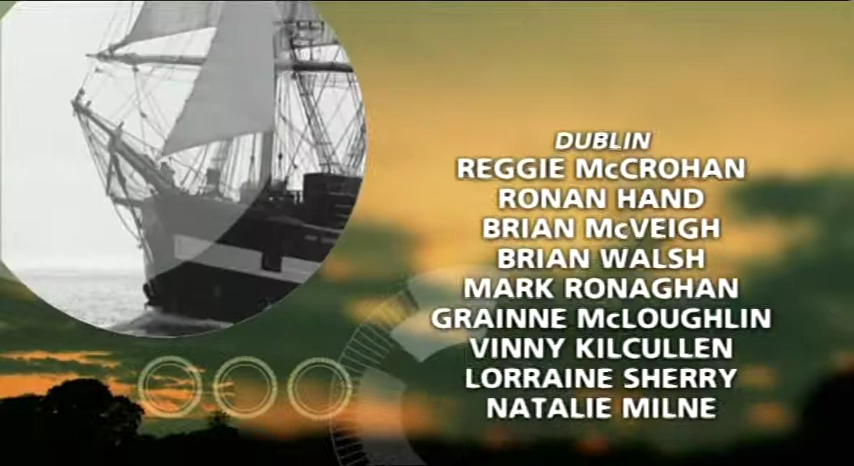 DUBLIN
REGGIE McCROHAN
RONAN HAND
BRIAN McVEIGH
BRIAN WALSH
MARK RONAGHAN
GRAINNE McLOUGHLIN
VINNY KILCULLEN
LORRAINE SHERRY
NATALIE MILNE